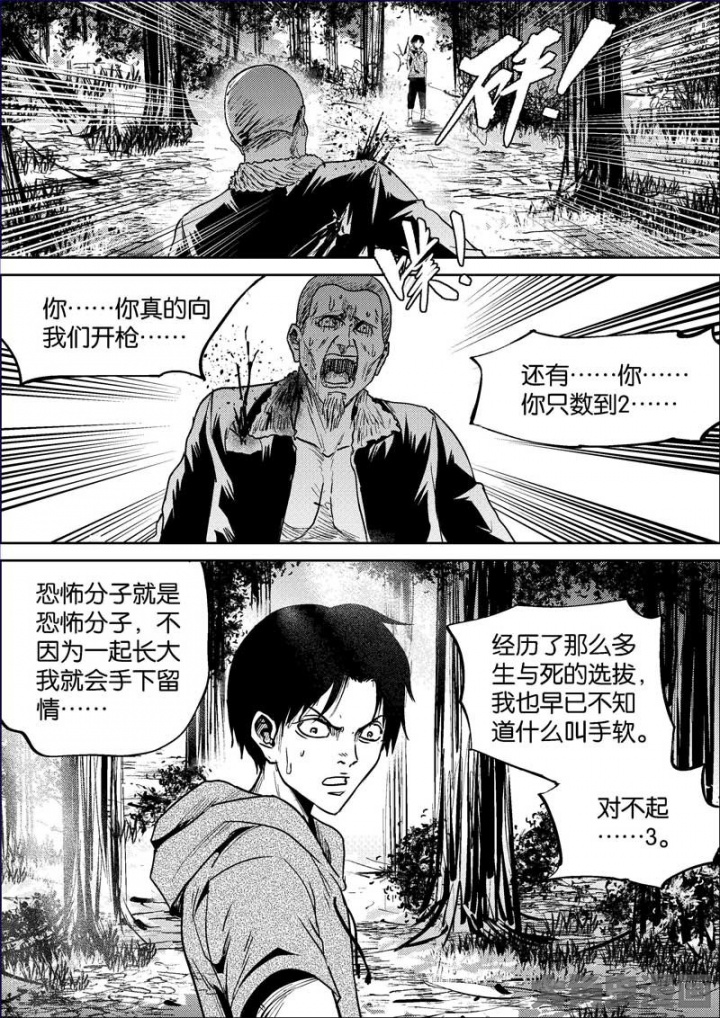 砰！
你……你真的向
我们开枪……
还有……你……
你只数到2……
恐怖分子就是
恐怖分子，不
因为一起长大
我就会手下留
情……
经历了那么多
生与死的选拔，
我也早已不知
道什么叫手软。
对不起
……3。